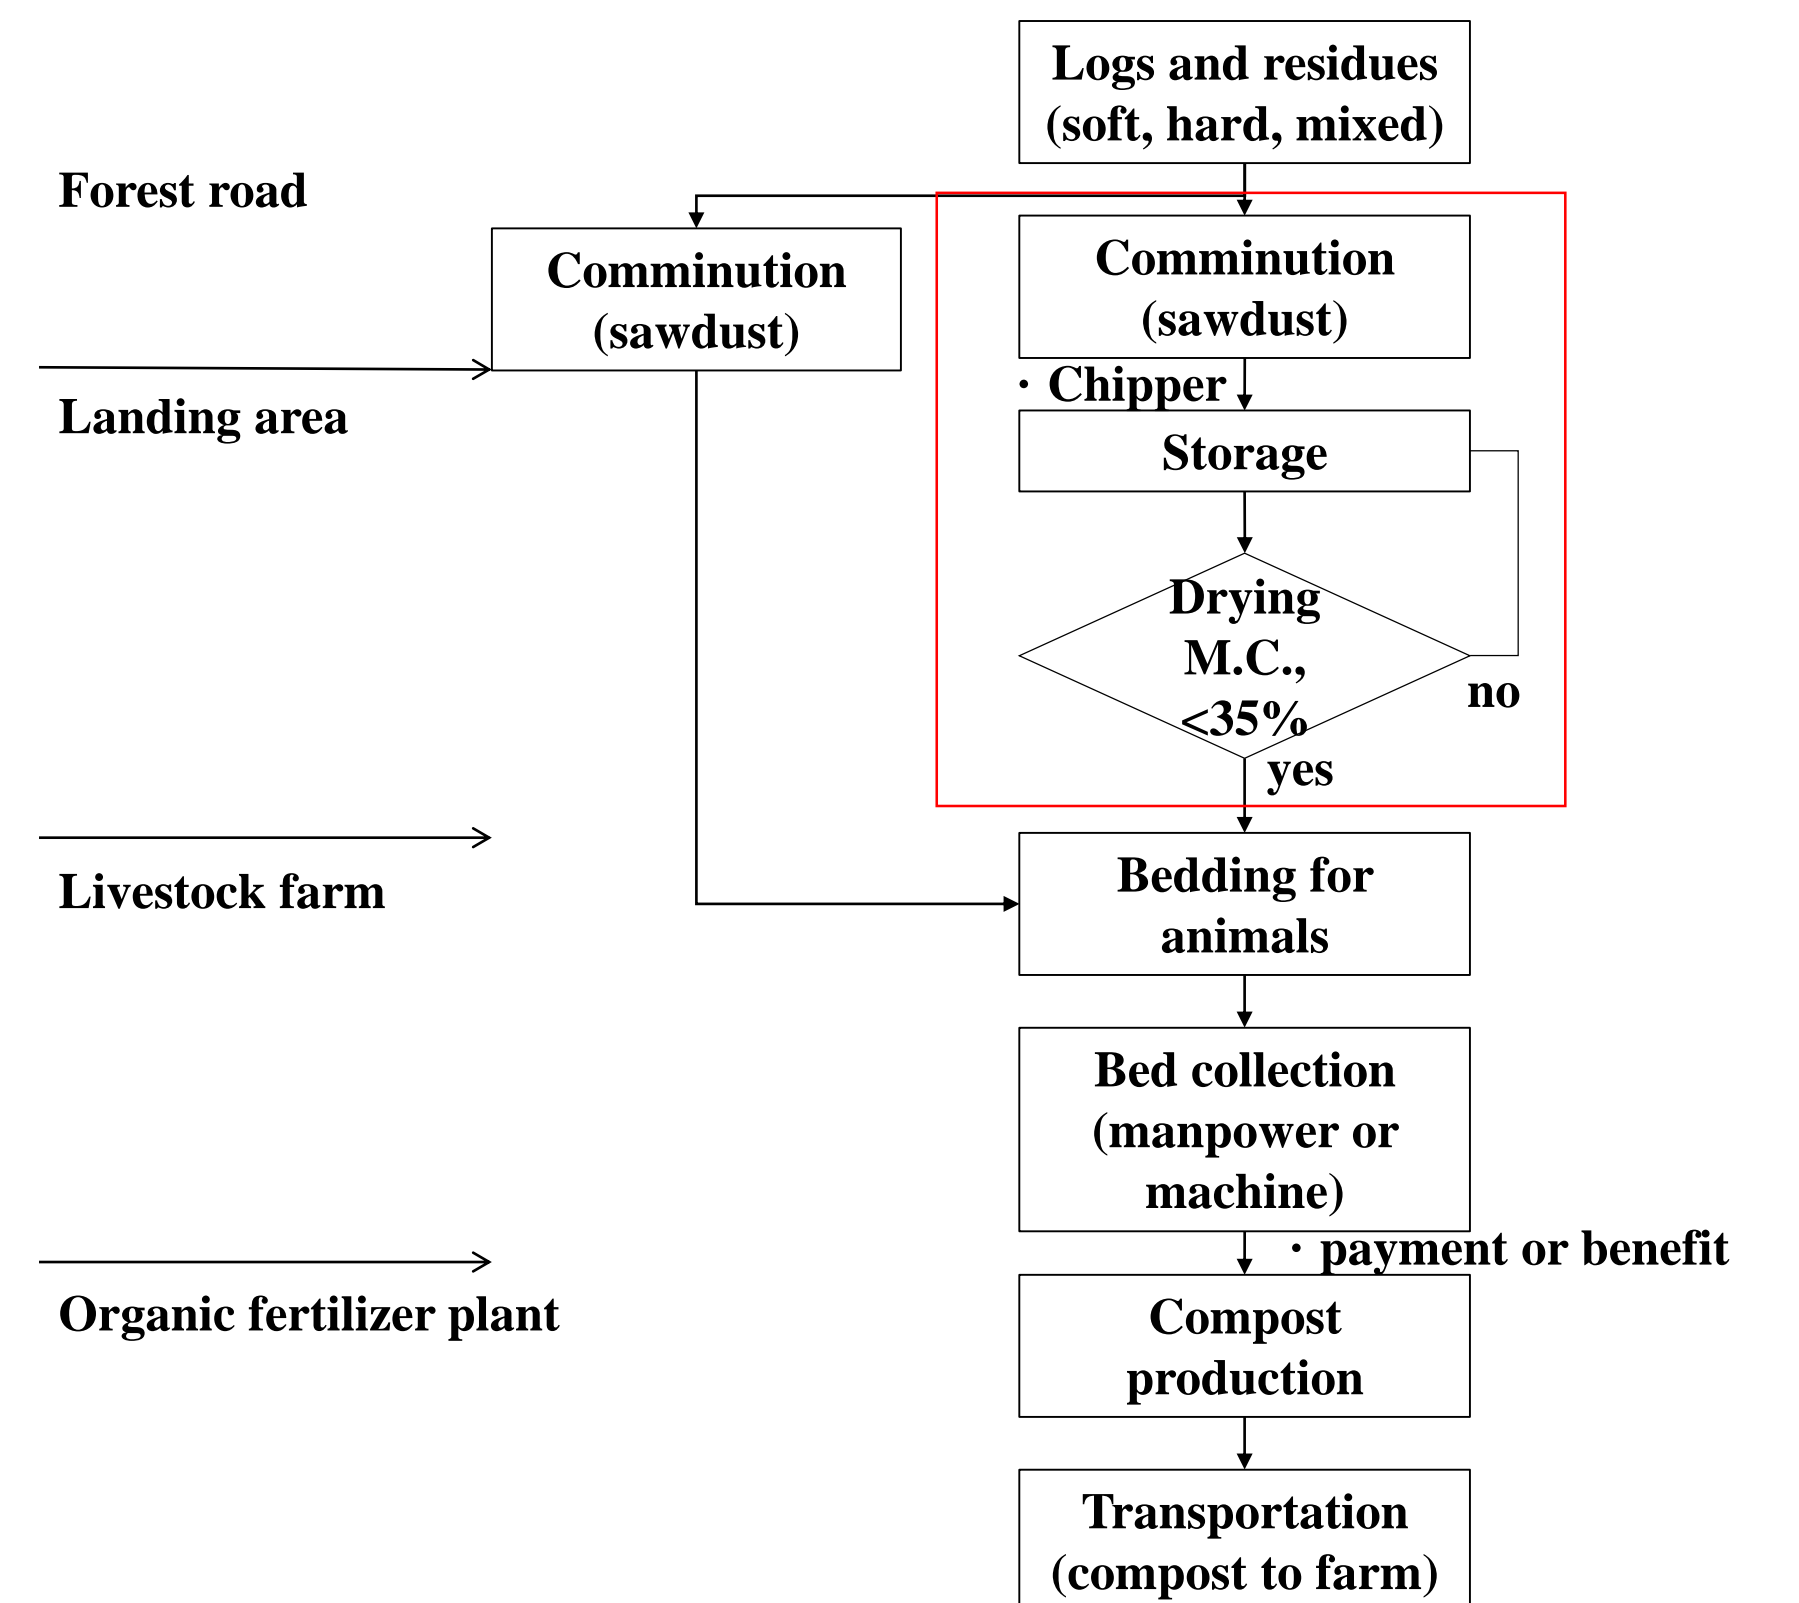 Logs and residues
(soft, hard, mixed)
Forest road
Comminution
(sawdust)
Comminution
(sawdust)
· Chipper
Landing area
Storage
Drying
M.C.,
<35%
no
yes
Livestock farm
Bedding for
animals
Bed collection
(manpower or
machine)
· payment or benefit
Organic fertilizer plant
Compost
production
Transportation
(compost to farm)